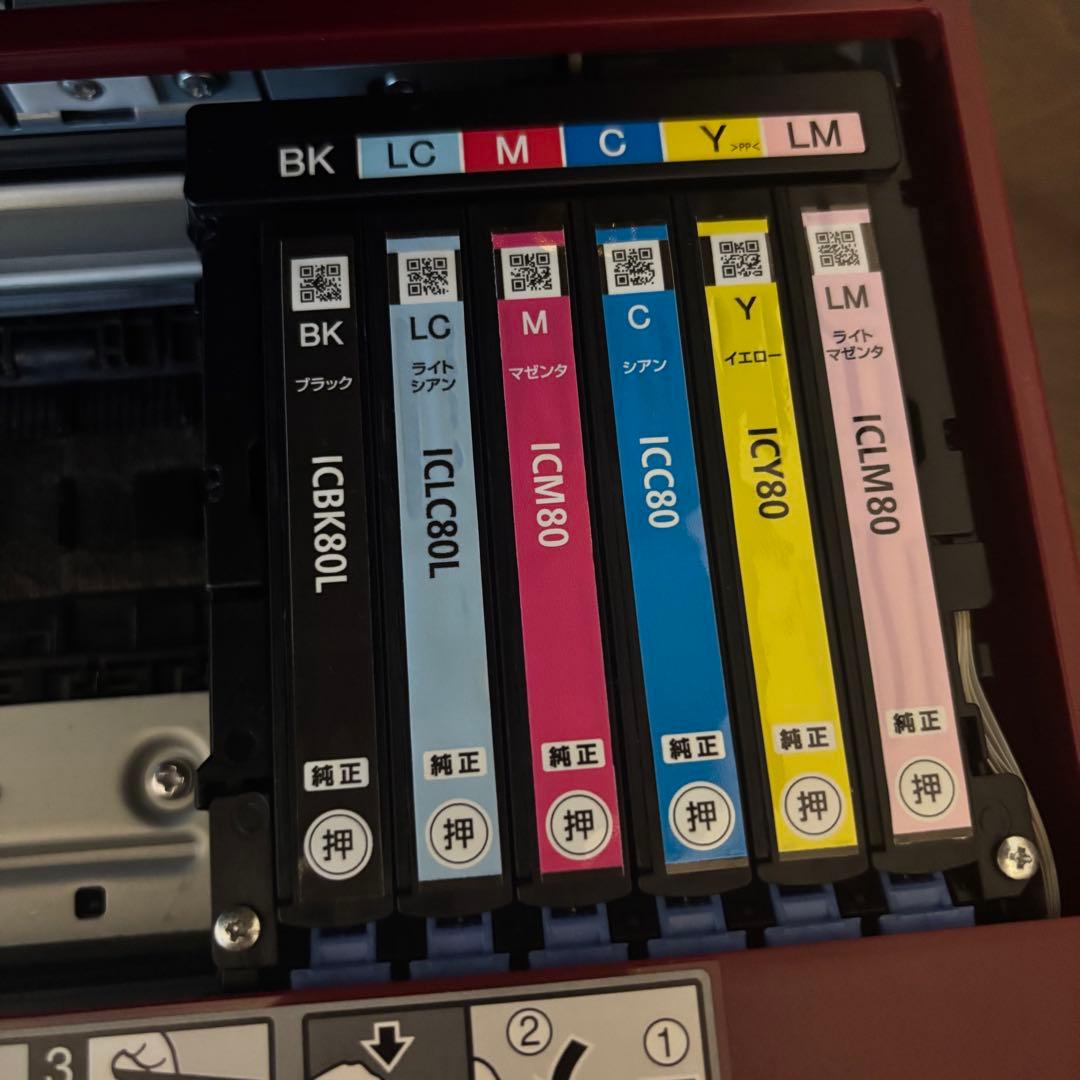 BK LC M C Y >PP< LM
BK
ブラック
ICBK80L
純正
押
LC
ライト
シアン
ICLC80L
純正
押
M
マゼンタ
ICM80
純正
押
C
シアン
ICC80
純正
押
Y
イエロー
ICY80
純正
押
LM
ライト
マゼンタ
ICLM80
純正
押
3
②
①